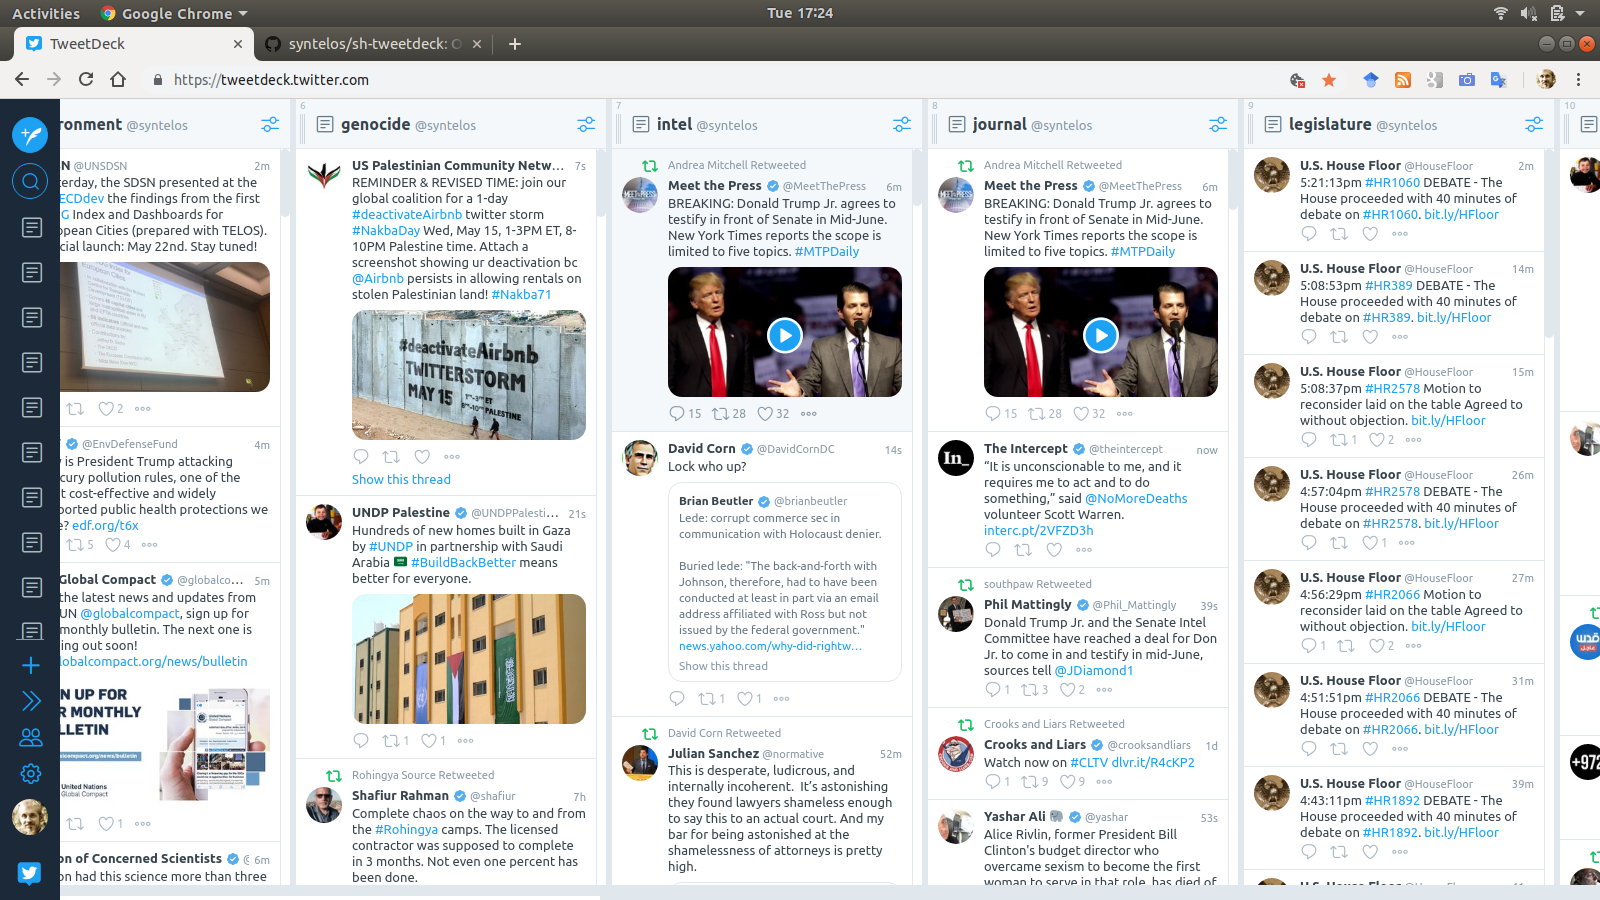 Activities
Google Chrome
Tue 17:24
TweetDeck
syntelos/sh-tweetdeck:
https://tweetdeck.twitter.com
ronment @syntelos
N @UNSDSN 2m
terday, the SDSN presented at the
ECDdev the findings from the first
G Index and Dashboards for
pean Cities (prepared with TELOS).
cial launch: May 22nd. Stay tuned!
2
@EnvDefenseFund 4m
y is President Trump attacking
cury pollution rules, one of the
t cost-effective and widely
ported public health protections we
e? edf.org/t6x
5 4
Global Compact @globalco... 5m
the latest news and updates from
UN @globalcompact, sign up for
monthly bulletin. The next one is
ing out soon!
lobalcompact.org/news/bulletin
N UP FOR
R MONTHLY
LLETIN
mpact.org/news/bulletin
United Nations
Global Compact
1
on of Concerned Scientists 6m
on had this science more than three
6
genocide @syntelos
US Palestinian Community Netw... 7s
REMINDER & REVISED TIME: join our
global coalition for a 1-day
#deactivateAirbnb twitter storm
#NakbaDay Wed, May 15, 1-3PM ET, 8-
10PM Palestine time. Attach a
screenshot showing ur deactivation bc
@Airbnb persists in allowing rentals on
stolen Palestinian land! #Nakba71
#deactivateAirbnb
TWITTERSTORM
MAY 15 1PM-3PM ET
8PM-10PM PALESTINE
Show this thread
UNDP Palestine @UNDPPalesti... 21s
Hundreds of new homes built in Gaza
by #UNDP in partnership with Saudi
Arabia #BuildBackBetter means
better for everyone.
1 1
Rohingya Source Retweeted
Shafiur Rahman @shafiur 7h
Complete chaos on the way to and from
the #Rohingya camps. The licensed
contractor was supposed to complete
in 3 months. Not even one percent has
been done.
7
intel @syntelos
Andrea Mitchell Retweeted
Meet the Press @MeetThePress 6m
BREAKING: Donald Trump Jr. agrees to
testify in front of Senate in Mid-June.
New York Times reports the scope is
limited to five topics. #MTPDaily
15 28 32
David Corn @DavidCornDC 14s
Lock who up?
Brian Beutler @brianbeutler
Lede: corrupt commerce sec in
communication with Holocaust denier.
Buried lede: "The back-and-forth with
Johnson, therefore, had to have been
conducted at least in part via an email
address affiliated with Ross but not
issued by the federal government."
news.yahoo.com/why-did-rightw...
Show this thread
1 1
David Corn Retweeted
Julian Sanchez @normative 52m
This is desperate, ludicrous, and
internally incoherent. It's astonishing
they found lawyers shameless enough
to say this to an actual court. And my
bar for being astonished at the
shamelessness of attorneys is pretty
high.
8
journal @syntelos
Andrea Mitchell Retweeted
Meet the Press @MeetThePress 6m
BREAKING: Donald Trump Jr. agrees to
testify in front of Senate in Mid-June.
New York Times reports the scope is
limited to five topics. #MTPDaily
15 28 32
In_
The Intercept @theintercept now
“It is unconscionable to me, and it
requires me to act and to do
something,” said @NoMoreDeaths
volunteer Scott Warren.
interc.pt/2VFZD3h
southpaw Retweeted
Phil Mattingly @Phil_Mattingly 39s
Donald Trump Jr. and the Senate Intel
Committee have reached a deal for Don
Jr. to come in and testify in mid-June,
sources tell @JDiamond1
1 3 2
Crooks and Liars Retweeted
Crooks and Liars @crooksandliars 1d
Watch now on #CLTV dlvr.it/R4cKP2
1 9 9
Yashar Ali @yashar 53s
Alice Rivlin, former President Bill
Clinton's budget director who
overcame sexism to become the first
woman to serve in that role, has died of
9
legislature @syntelos
U.S. House Floor @HouseFloor 2m
5:21:13pm #HR1060 DEBATE - The
House proceeded with 40 minutes of
debate on #HR1060. bit.ly/HFloor
U.S. House Floor @HouseFloor 14m
5:08:53pm #HR389 DEBATE - The
House proceeded with 40 minutes of
debate on #HR389. bit.ly/HFloor
U.S. House Floor @HouseFloor 15m
5:08:37pm #HR2578 Motion to
reconsider laid on the table Agreed to
without objection. bit.ly/HFloor
1 2
U.S. House Floor @HouseFloor 26m
4:57:04pm #HR2578 DEBATE - The
House proceeded with 40 minutes of
debate on #HR2578. bit.ly/HFloor
1
U.S. House Floor @HouseFloor 27m
4:56:29pm #HR2066 Motion to
reconsider laid on the table Agreed to
without objection. bit.ly/HFloor
1 2
U.S. House Floor @HouseFloor 31m
4:51:51pm #HR2066 DEBATE - The
House proceeded with 40 minutes of
debate on #HR2066. bit.ly/HFloor
U.S. House Floor @HouseFloor 39m
4:43:11pm #HR1892 DEBATE - The
House proceeded with 40 minutes of
debate on #HR1892. bit.ly/HFloor
U.S. House Floor @HouseFloor
10
+972